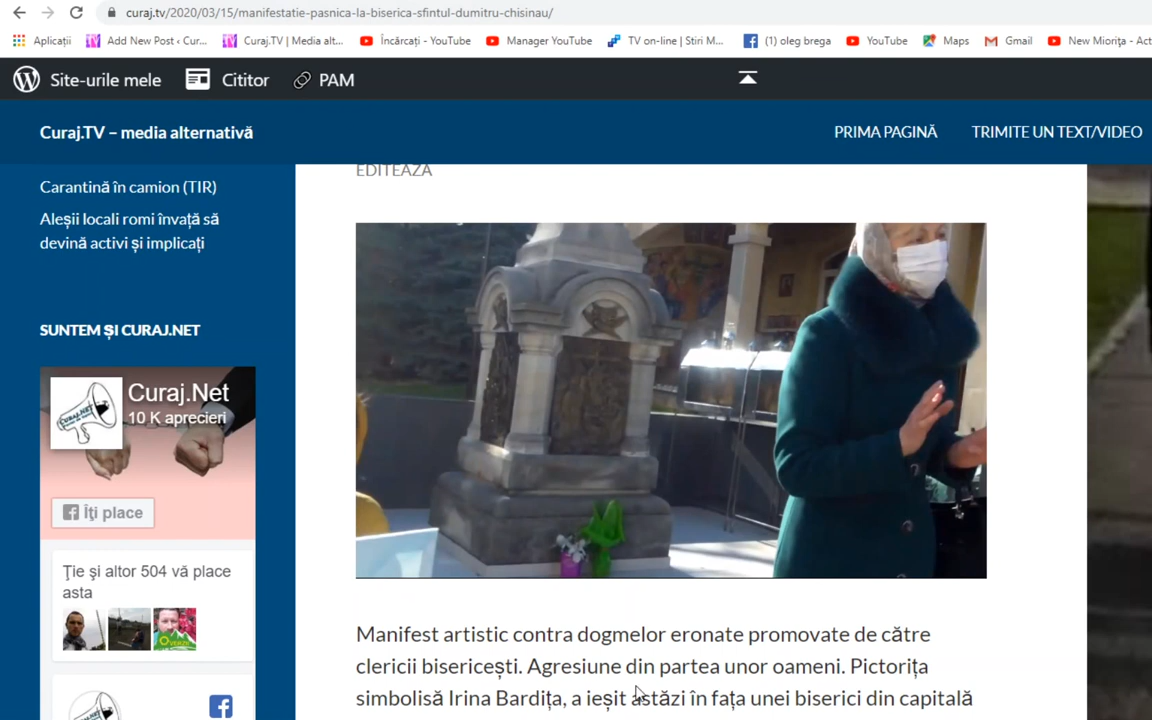 curaj.tv/2020/03/15/manifestatie-pasnica-la-biserica-sfintul-dumitru-chisinau/
Aplicații
Add New Post ‹ Cur...
Curaj.TV | Media alt...
Încărcați - YouTube
Manager YouTube
TV on-line | Stiri M...
(1) oleg brega
YouTube
Maps
Gmail
New Miorița - Act
Site-urile mele
Cititor
PAM
Curaj.TV – media alternativă
PRIMA PAGINĂ
TRIMITE UN TEXT/VIDEO
EDITEAZĂ
Carantină în camion (TIR)
Aleșii locali romi învață să
devină activi și implicați
SUNTEM ȘI CURAJ.NET
Curaj.Net
10 K aprecieri
Îți place
Ţie şi altor 504 vă place
asta
Manifest artistic contra dogmelor eronate promovate de către
clericii bisericești. Agresiune din partea unor oameni. Pictorița
simbolisă Irina Bardița, a ieșit astăzi în fața unei biserici din capitală